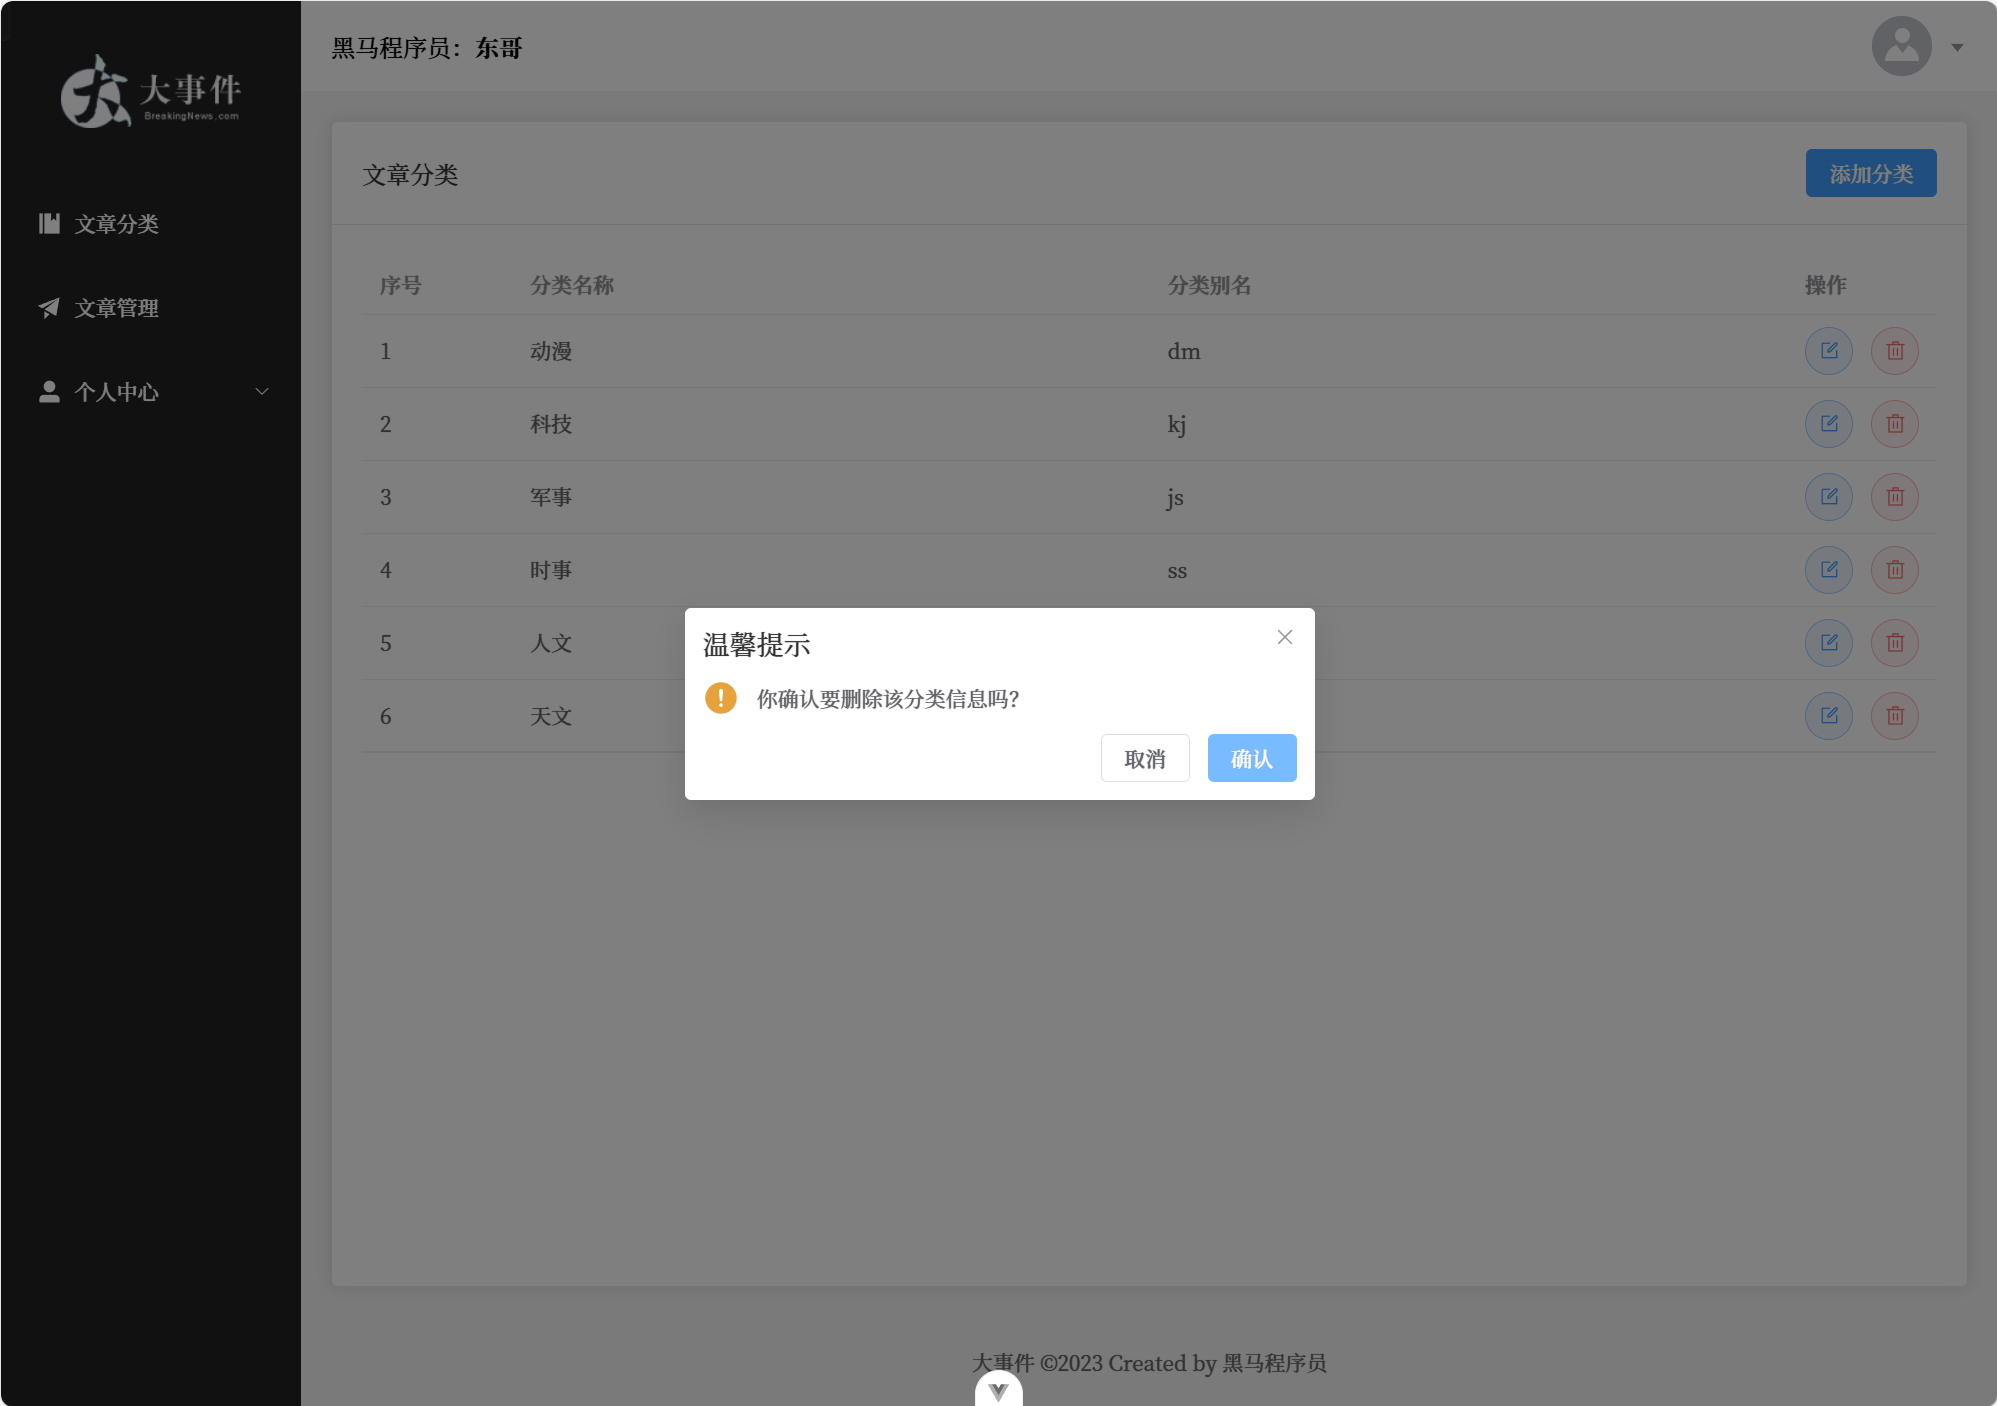 大事件
BreakingNews.com
文章分类
文章管理
个人中心
黑马程序员：东哥
文章分类
添加分类
序号 分类名称 分类别名 操作
1 动漫 dm
2 科技 kj
3 军事 js
4 时事 ss
5 人文
6 天文
温馨提示
你确认要删除该分类信息吗？
取消 确认
大事件 ©2023 Created by 黑马程序员